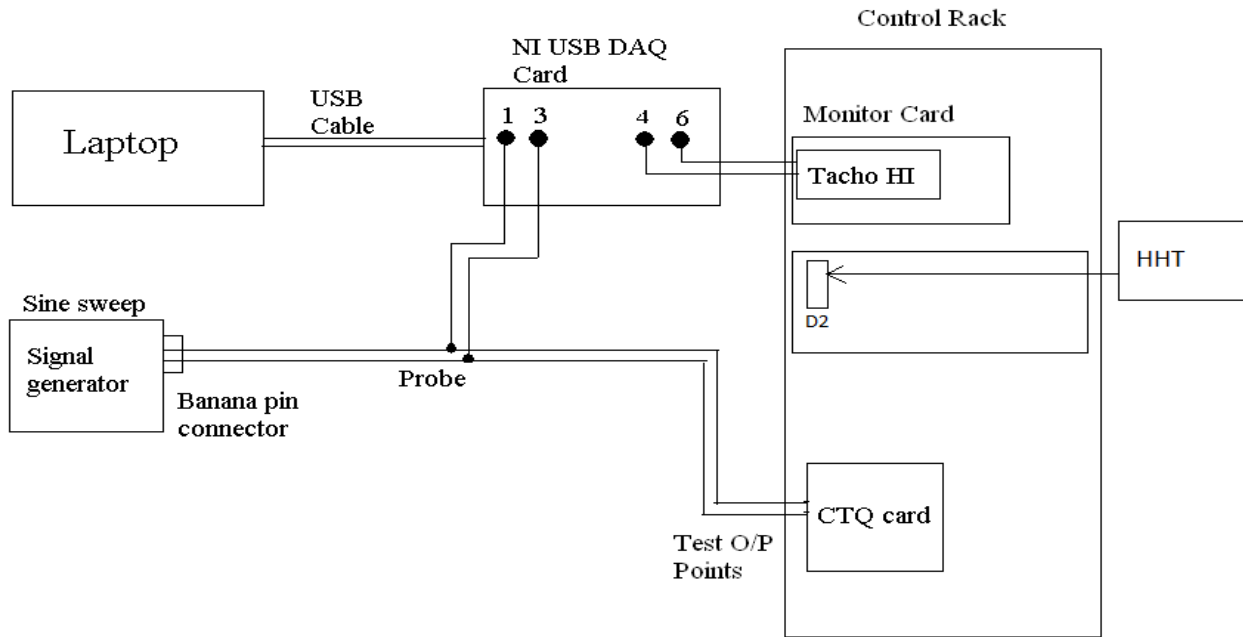 Control Rack
NI USB DAQ
Card
USB
Cable
1 3 4 6
Laptop
Monitor Card
Tacho HI
HHT
D2
Sine sweep
Signal
generator
Probe
Banana pin
connector
CTQ card
Test O/P
Points